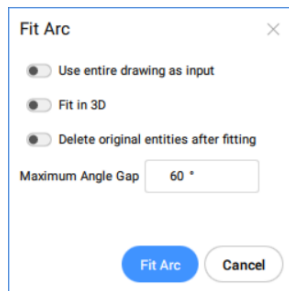 Fit Arc
Use entire drawing as input
Fit in 3D
Delete original entities after fitting
Maximum Angle Gap 60 °
Fit Arc Cancel